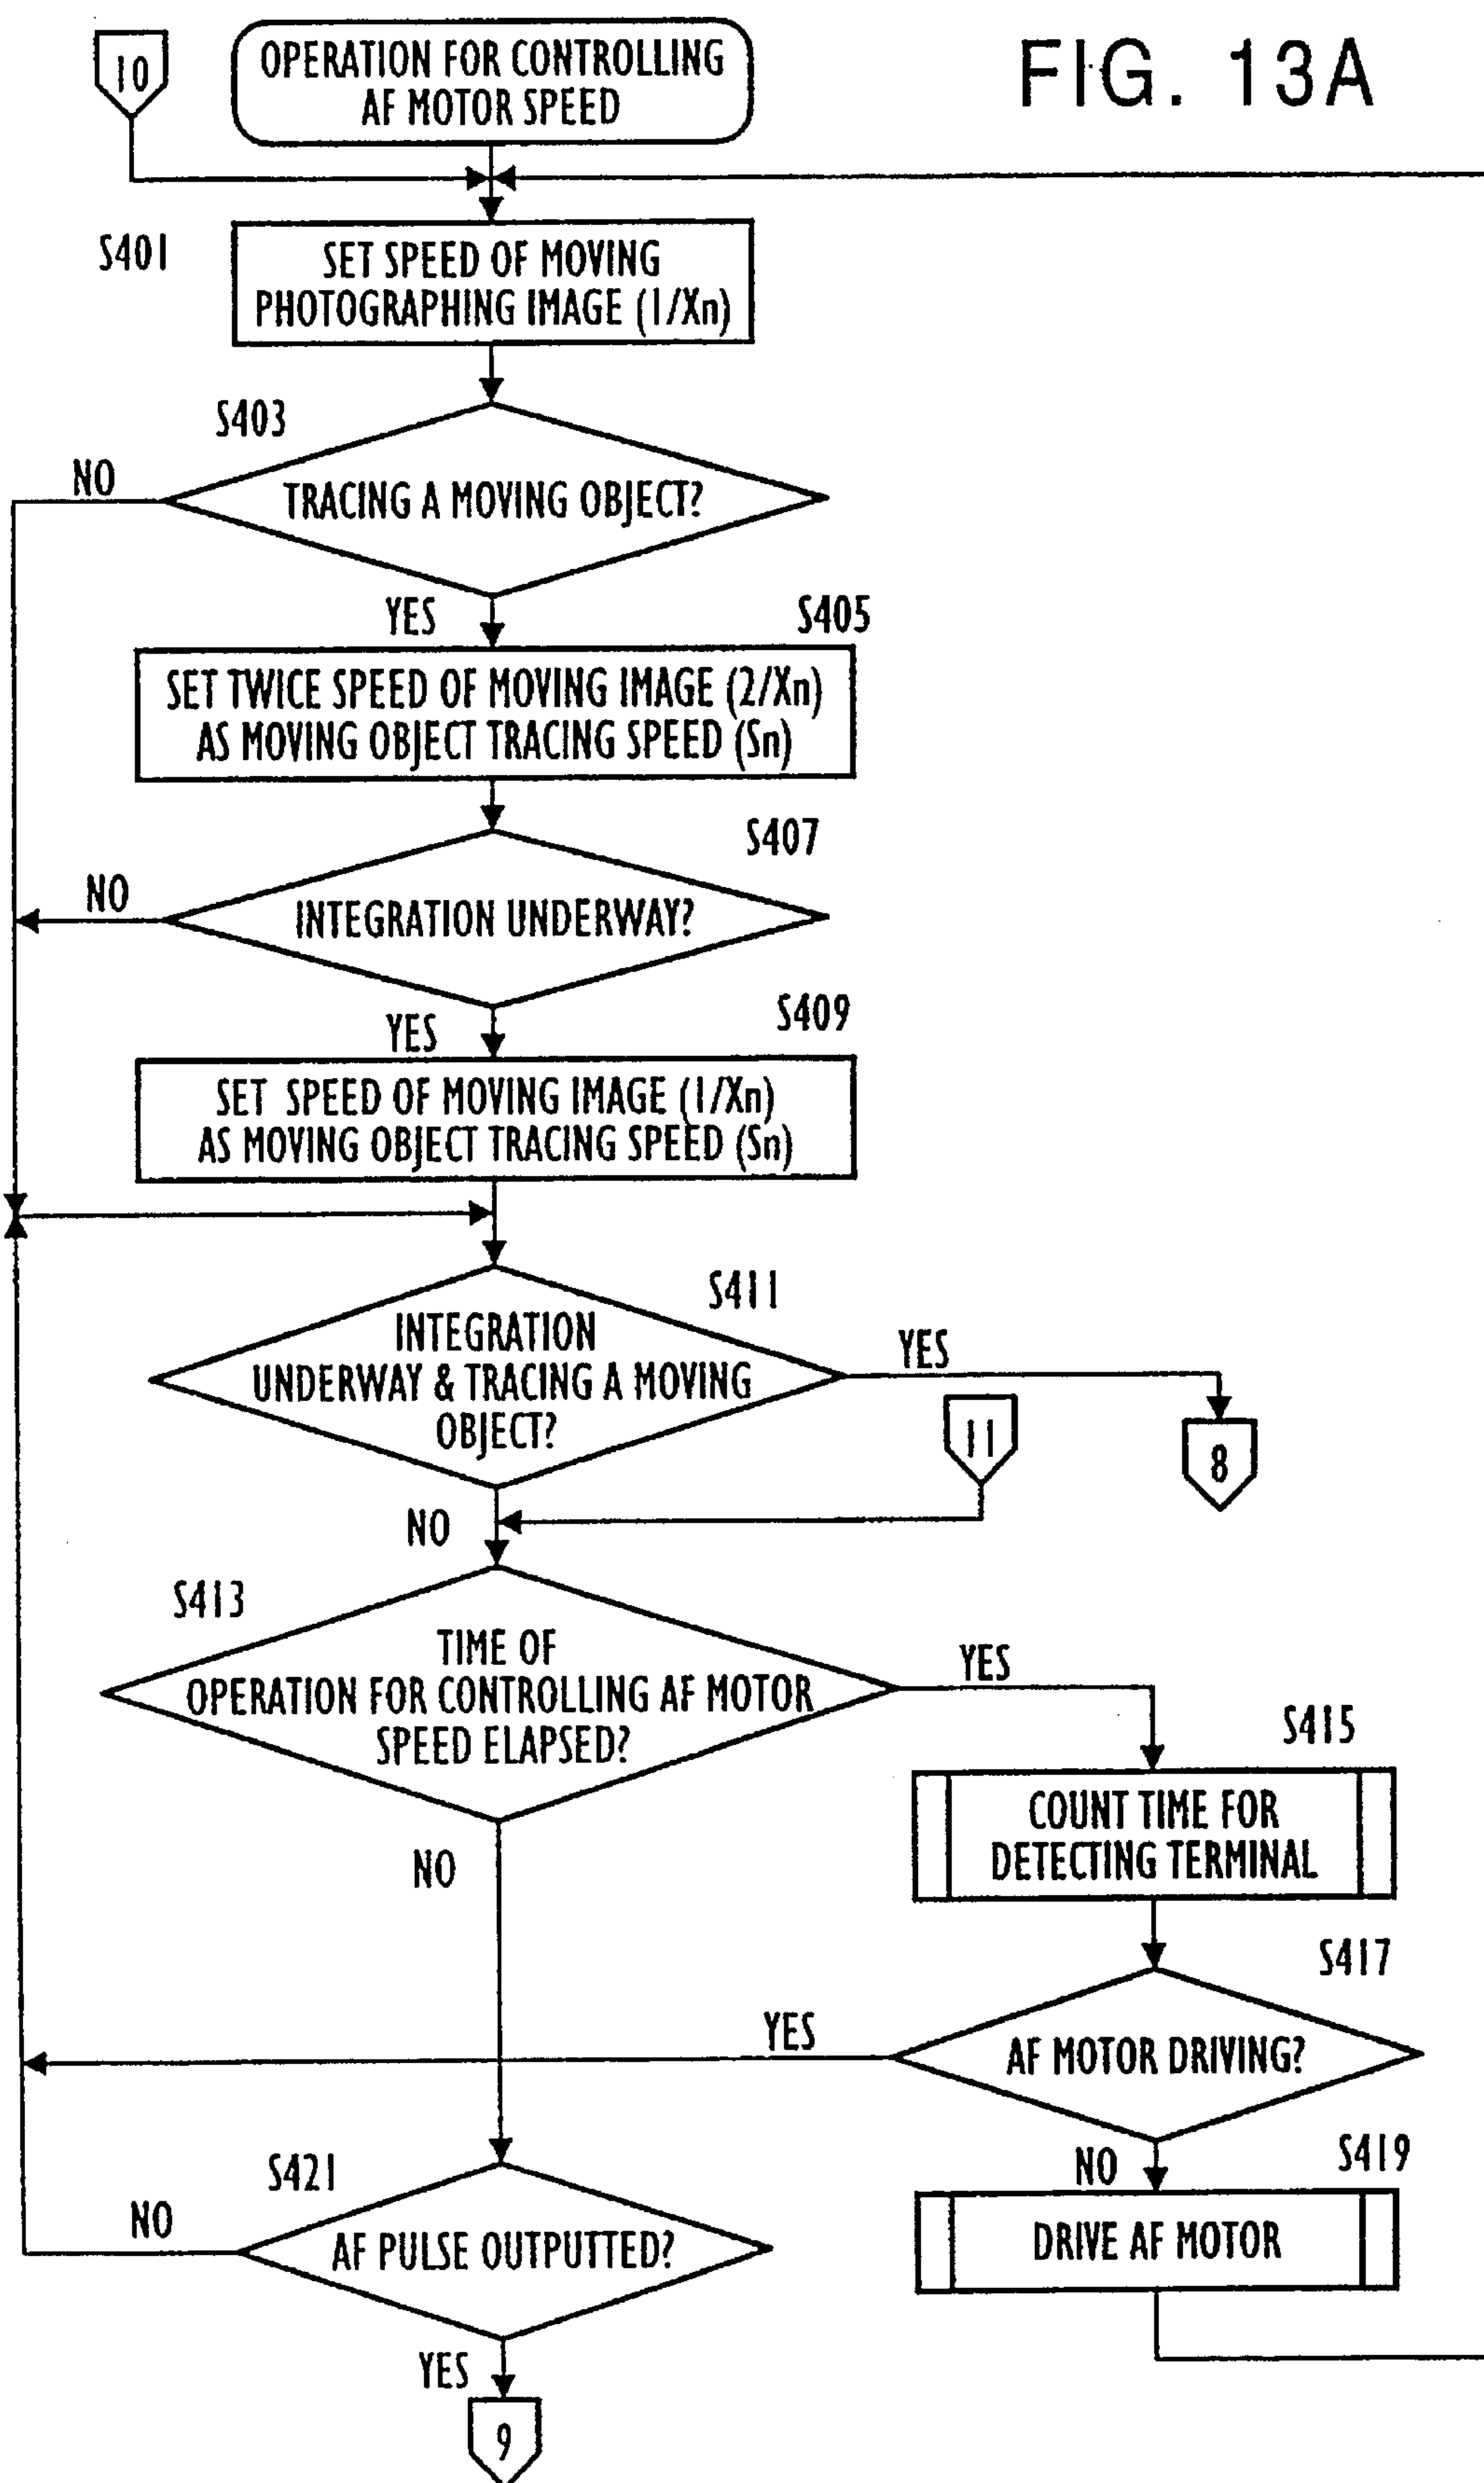 FIG. 13A
10
OPERATION FOR CONTROLLING
AF MOTOR SPEED
S401
SET SPEED OF MOVING
PHOTOGRAPHING IMAGE (1/Xn)
S403
NO
TRACING A MOVING OBJECT?
YES
S405
SET TWICE SPEED OF MOVING IMAGE (2/Xn)
AS MOVING OBJECT TRACING SPEED (Sn)
S407
NO
INTEGRATION UNDERWAY?
YES
S409
SET SPEED OF MOVING IMAGE (1/Xn)
AS MOVING OBJECT TRACING SPEED (Sn)
S411
INTEGRATION
UNDERWAY & TRACING A MOVING
OBJECT?
YES
11
8
NO
S413
TIME OF
OPERATION FOR CONTROLLING AF MOTOR
SPEED ELAPSED?
YES
S415
COUNT TIME FOR
DETECTING TERMINAL
NO
S417
YES
AF MOTOR DRIVING?
NO
S419
DRIVE AF MOTOR
S421
NO
AF PULSE OUTPUTTED?
YES
9